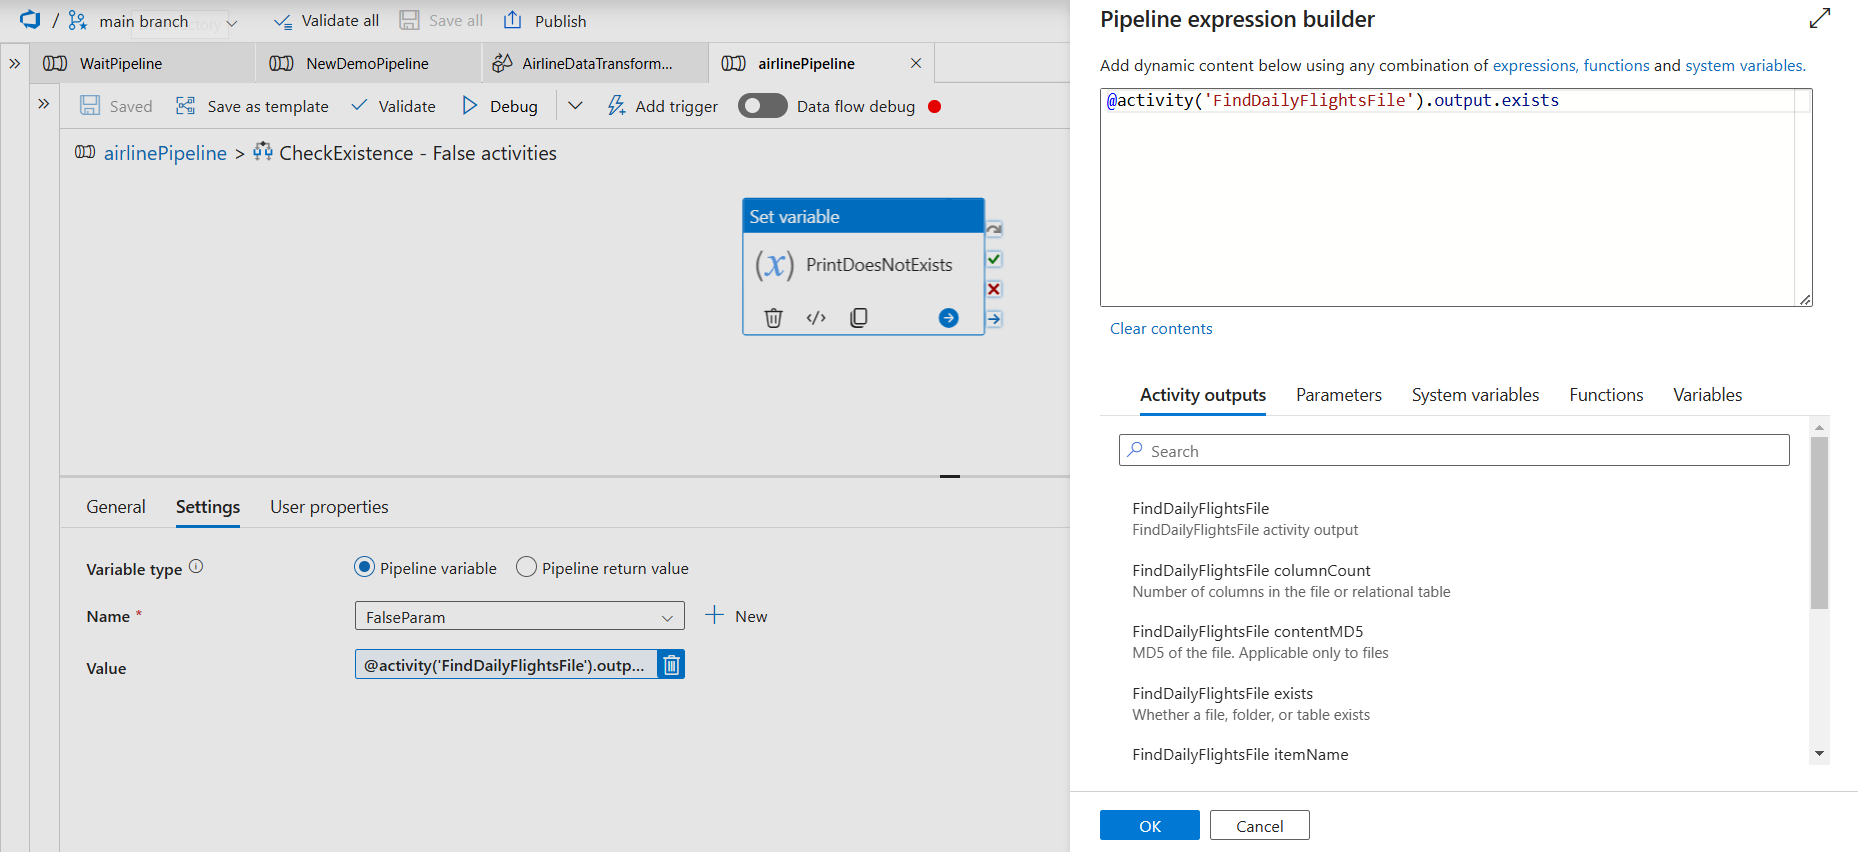 / main branch
Validate all Save all Publish
WaitPipeline NewDemoPipeline AirlineDataTransform... airlinePipeline
Saved Save as template Validate Debug Add trigger Data flow debug
airlinePipeline > CheckExistence - False activities
Set variable
(x) PrintDoesNotExists
General Settings User properties
Variable type Pipeline variable Pipeline return value
Name * FalseParam New
Value @activity('FindDailyFlightsFile').outp...
Pipeline expression builder
Add dynamic content below using any combination of expressions, functions and system variables.
@activity('FindDailyFlightsFile').output.exists
Clear contents
Activity outputs Parameters System variables Functions Variables
Search
FindDailyFlightsFile
FindDailyFlightsFile activity output
FindDailyFlightsFile columnCount
Number of columns in the file or relational table
FindDailyFlightsFile contentMD5
MD5 of the file. Applicable only to files
FindDailyFlightsFile exists
Whether a file, folder, or table exists
FindDailyFlightsFile itemName
OK Cancel